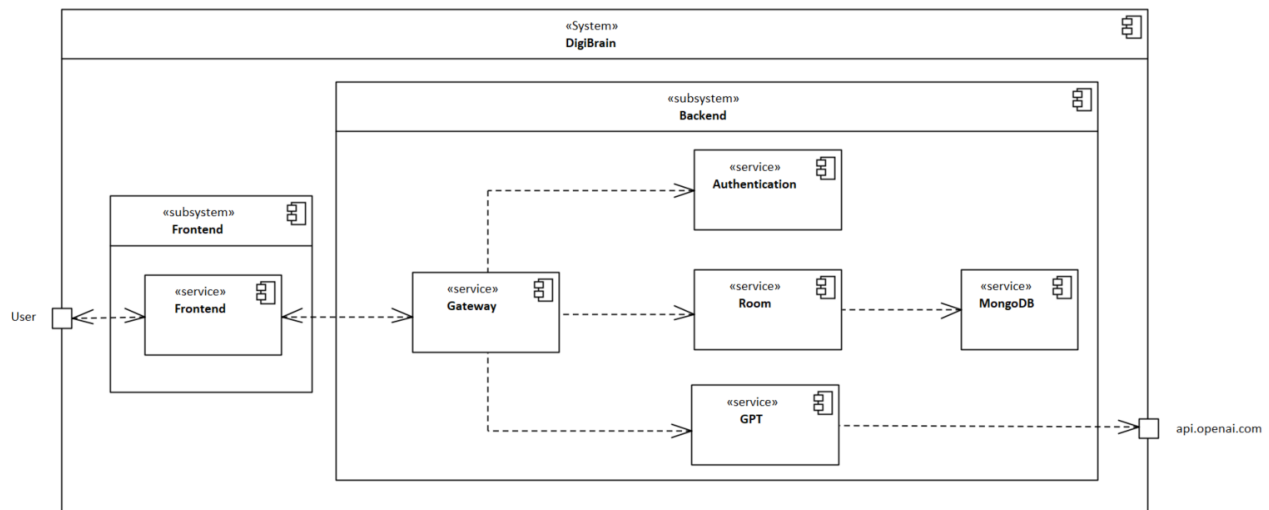 «System»
DigiBrain
«subsystem»
Backend
«service»
Authentication
«subsystem»
Frontend
«service»
Frontend
«service»
Gateway
«service»
Room
«service»
MongoDB
User
«service»
GPT
api.openai.com